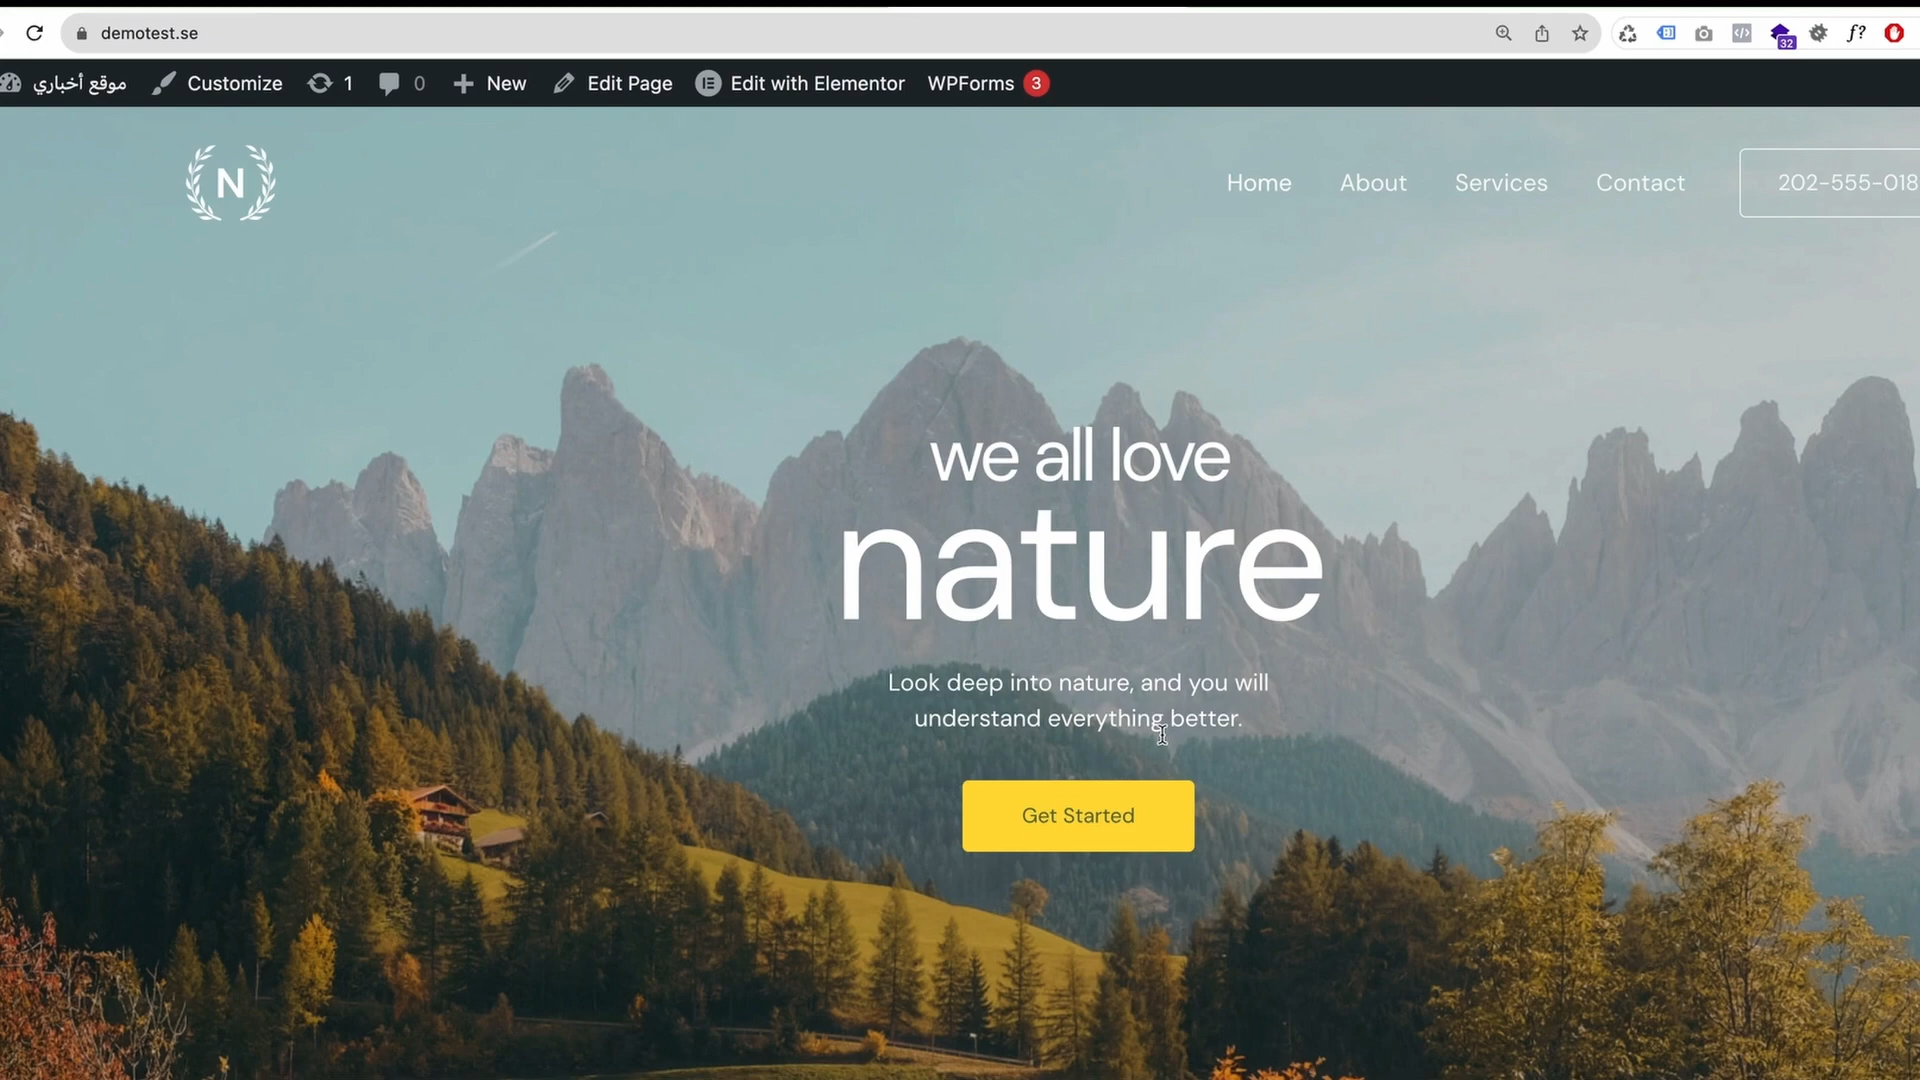 demotest.se
32
f?
موقع أخباري
Customize
1
0
New
Edit Page
Edit with Elementor
WPForms
3
N
Home
About
Services
Contact
202-555-018
we all love
nature
Look deep into nature, and you will
understand everything better.
Get Started